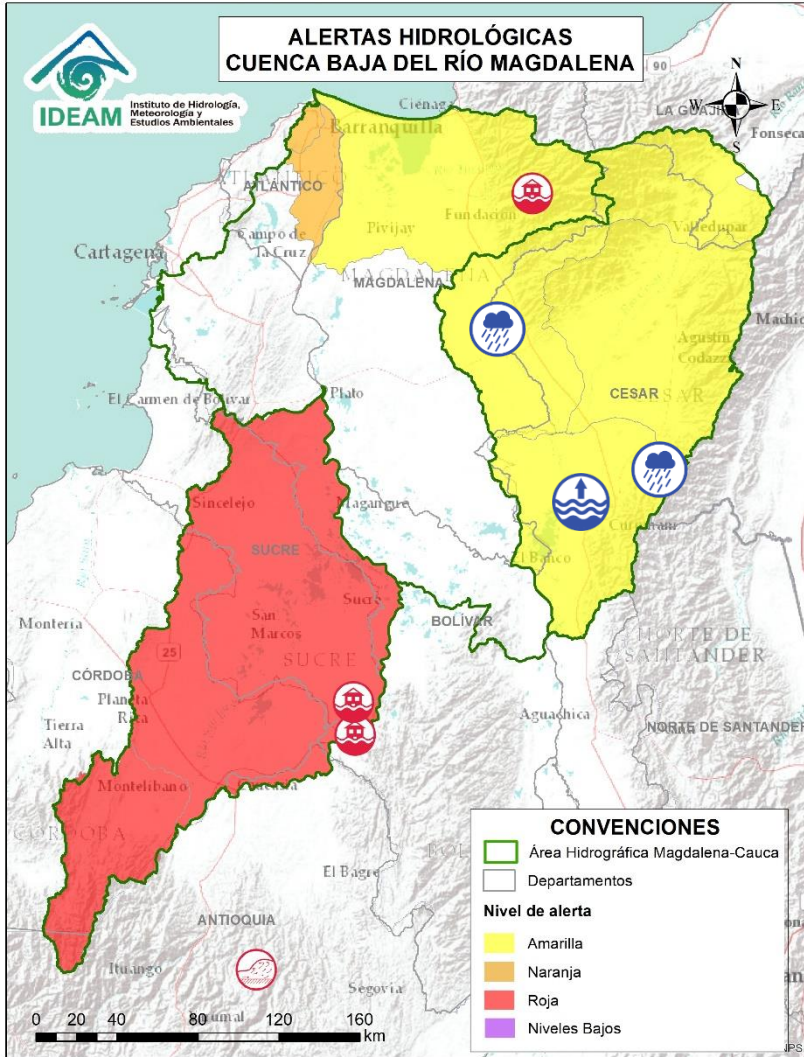 ALERTAS HIDROLÓGICAS
CUENCA BAJA DEL RÍO MAGDALENA
IDEAM
Instituto de Hidrología,
Meteorología y
Estudios Ambientales
N
W
E
S
90
Ciénaga
LA GUAJIRA
Barranquilla
Fonseca
ATLÁNTICO
Fundación
Valledupar
Pivijay
Campo de
La Cruz
Cartagena
MAGDALENA
MAGDALENA
Agustín
Codazzi
CESAR
CESAR
El Carmen de Bolívar
Plato
Sincelejo
Magangué
SUCRE
El Banco
Sucre
BOLÍVAR
San
Marcos
Montería
SUCRE
25
NORTE DE
SANTANDER
CÓRDOBA
Planeta
Rica
Tierra
Alta
Aguachica
NORTE DE SANTANDER
Montelíbano
CÓRDOBA
El Bagre
ANTIOQUIA
Ituango
Segovia
0 20 40 80 120 160
km
CONVENCIONES
Área Hidrográfica Magdalena-Cauca
Departamentos
Nivel de alerta
Amarilla
Naranja
Roja
Niveles Bajos